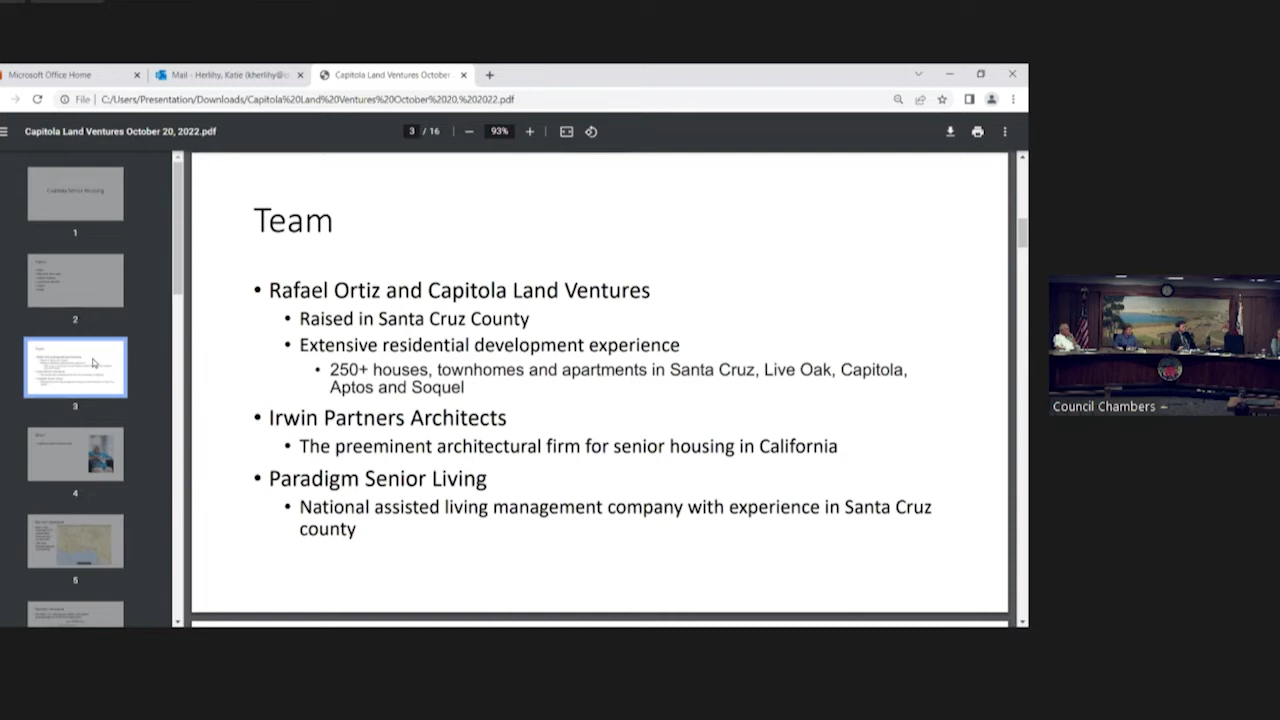 Microsoft Office Home
Mail - Herlihy, Katie (kherlihy@c
Capitola Land Ventures October
File
C:/Users/Presentation/Downloads/Capitola%20Land%20Ventures%20October%2020,%202022.pdf
Capitola Land Ventures October 20, 2022.pdf
3 / 16
93%
Capitola Senior Housing
1
2
3
4
5
Team
• Rafael Ortiz and Capitola Land Ventures
• Raised in Santa Cruz County
• Extensive residential development experience
• 250+ houses, townhomes and apartments in Santa Cruz, Live Oak, Capitola,
Aptos and Soquel
• Irwin Partners Architects
• The preeminent architectural firm for senior housing in California
• Paradigm Senior Living
• National assisted living management company with experience in Santa Cruz
county
Council Chambers